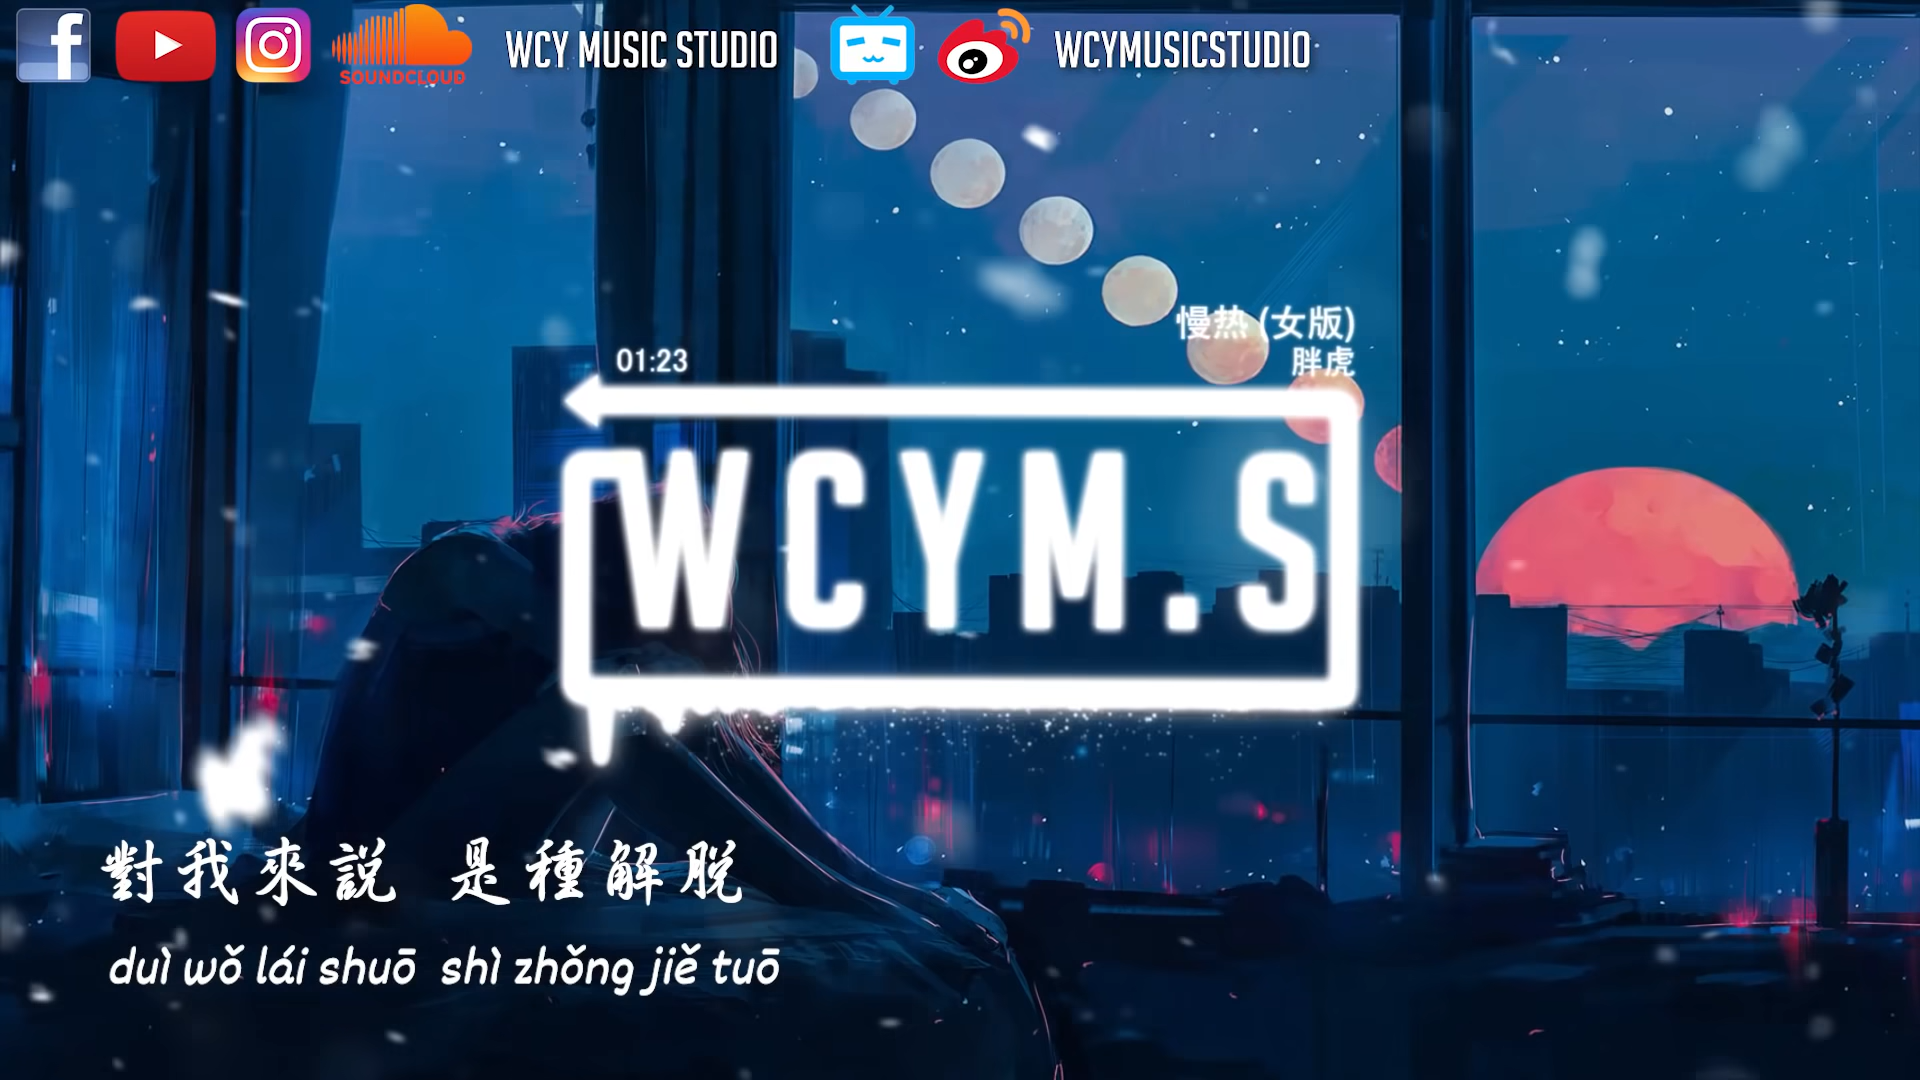 f
SOUNDCLOUD
WCY MUSIC STUDIO
WCYMUSICSTUDIO
慢热 (女版)
胖虎
01:23
WCYM.S
對我來説 是種解脫
duì wǒ lái shuō shì zhǒng jiě tuō